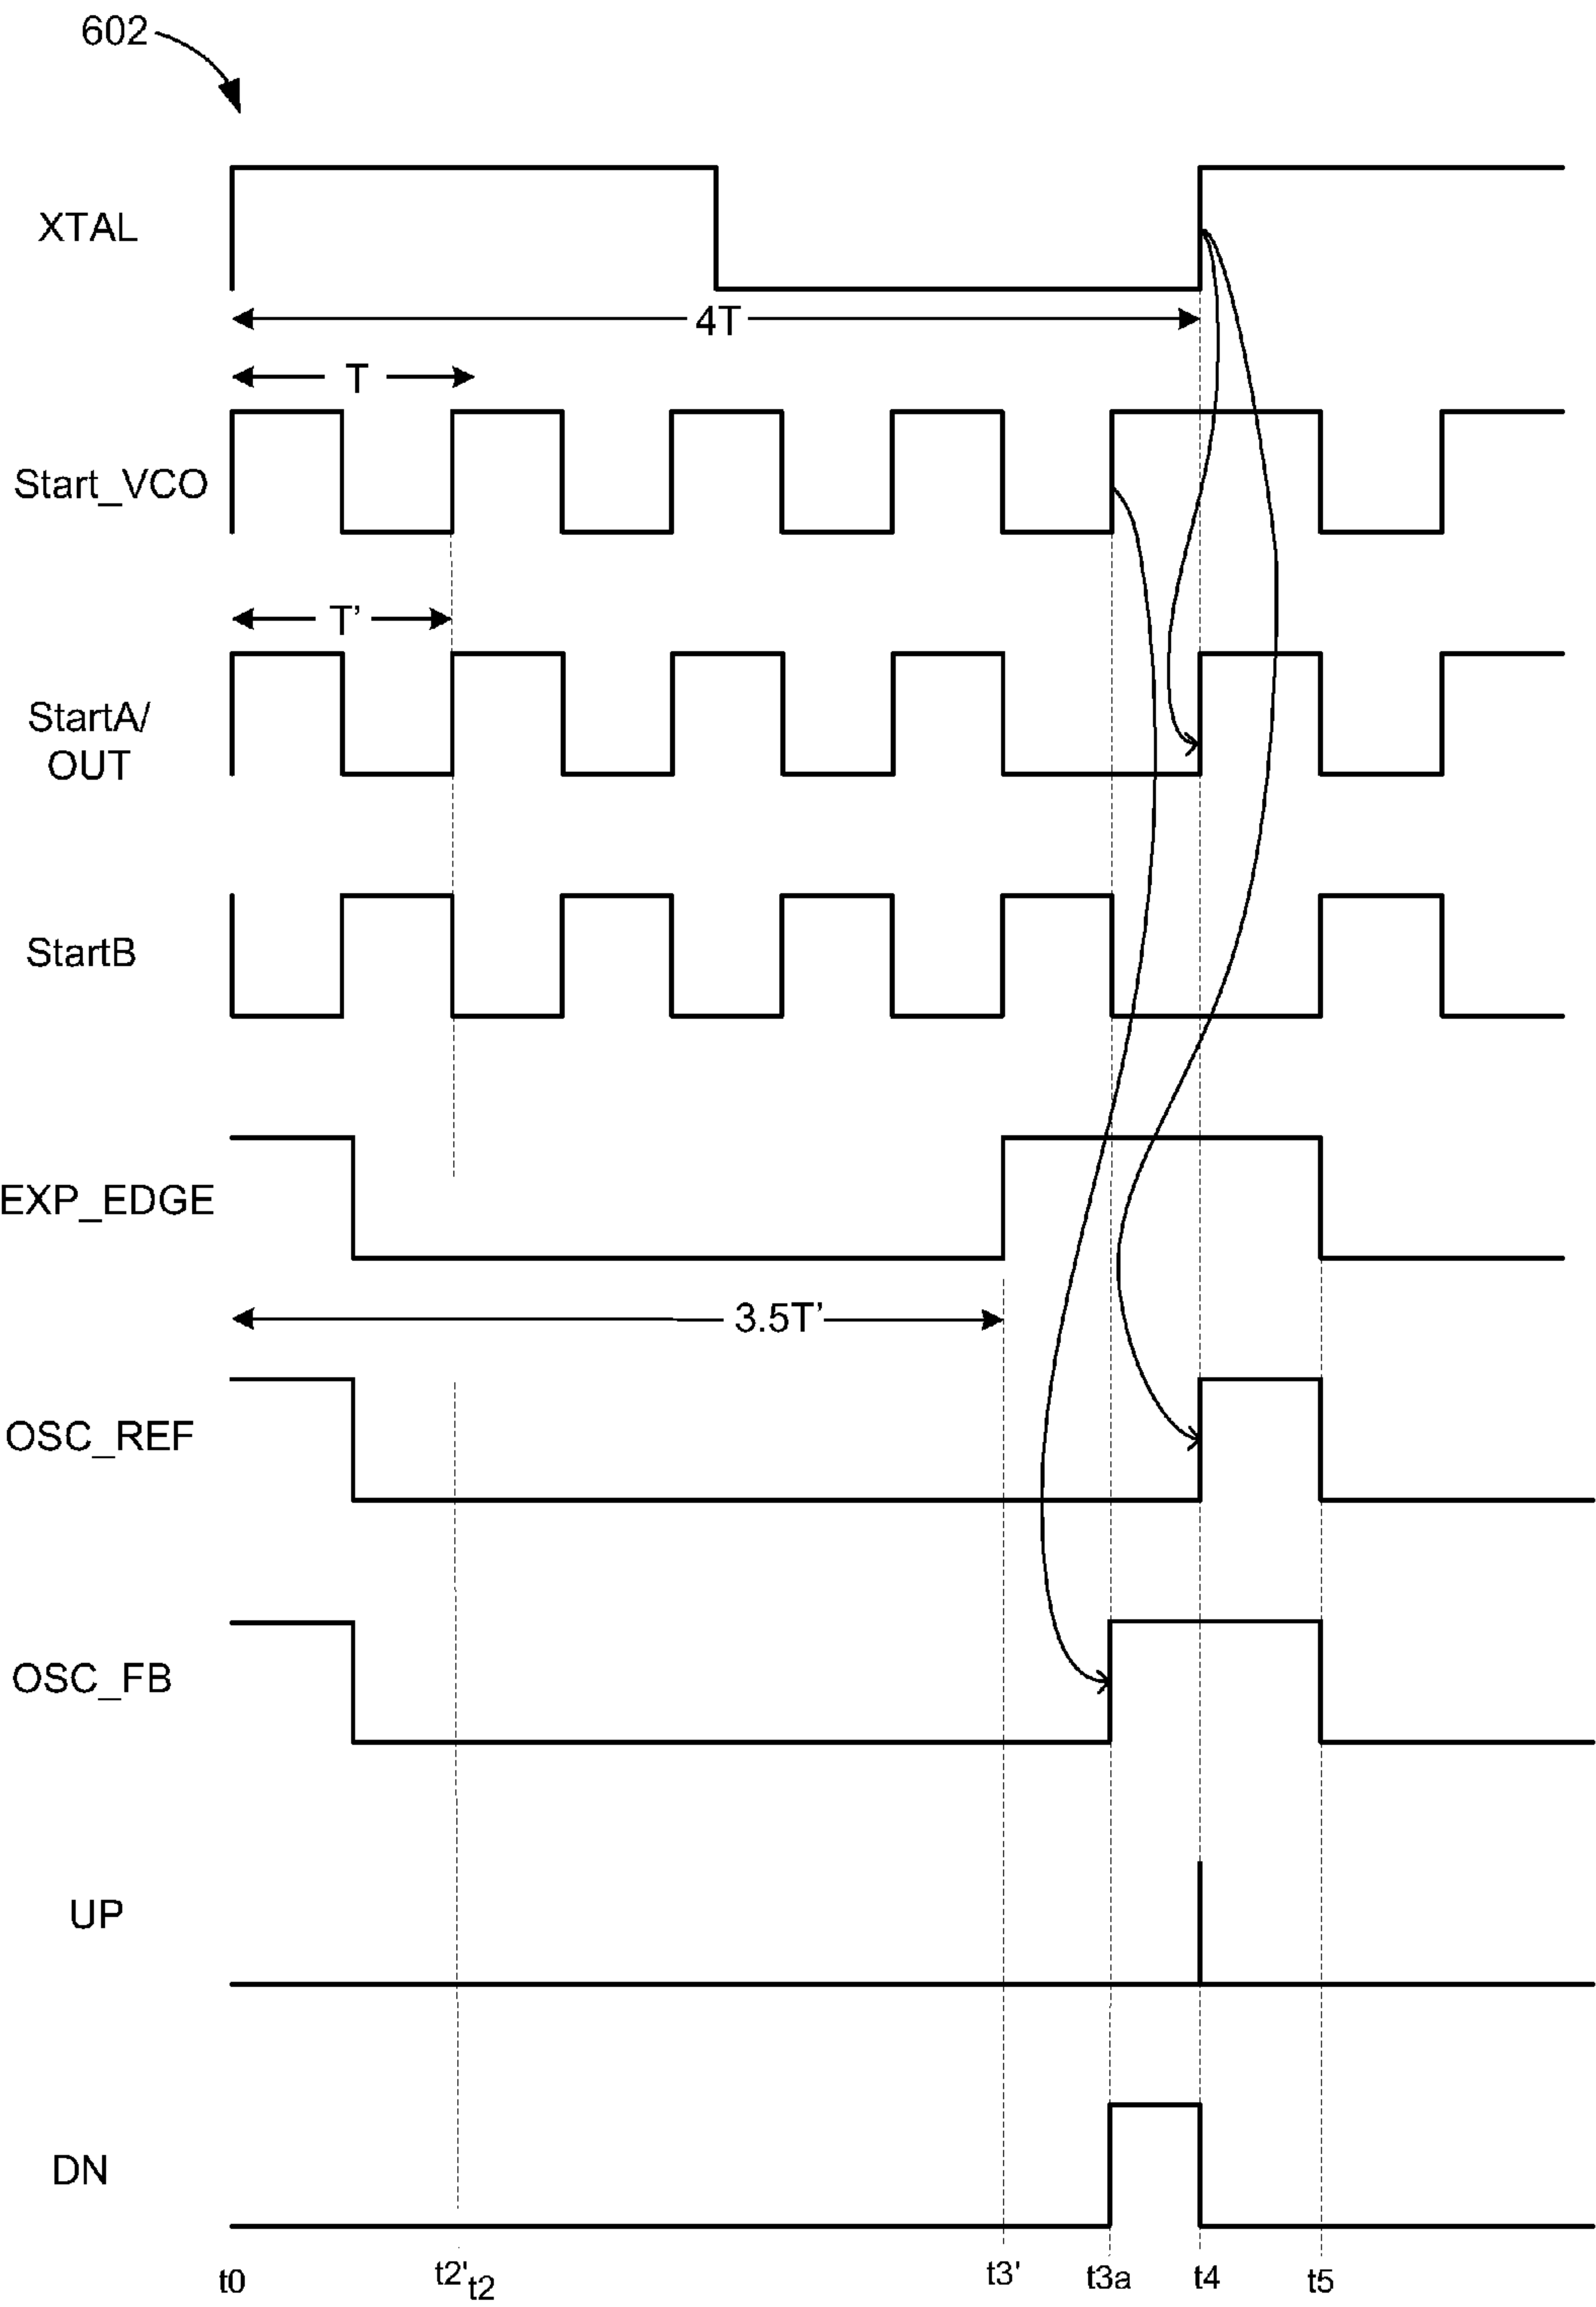 602
XTAL
4T
T
Start_VCO
T’
StartA/
OUT
StartB
EXP_EDGE
3.5T’
OSC_REF
OSC_FB
UP
DN
t0 t2' t2 t3' t3a t4 t5